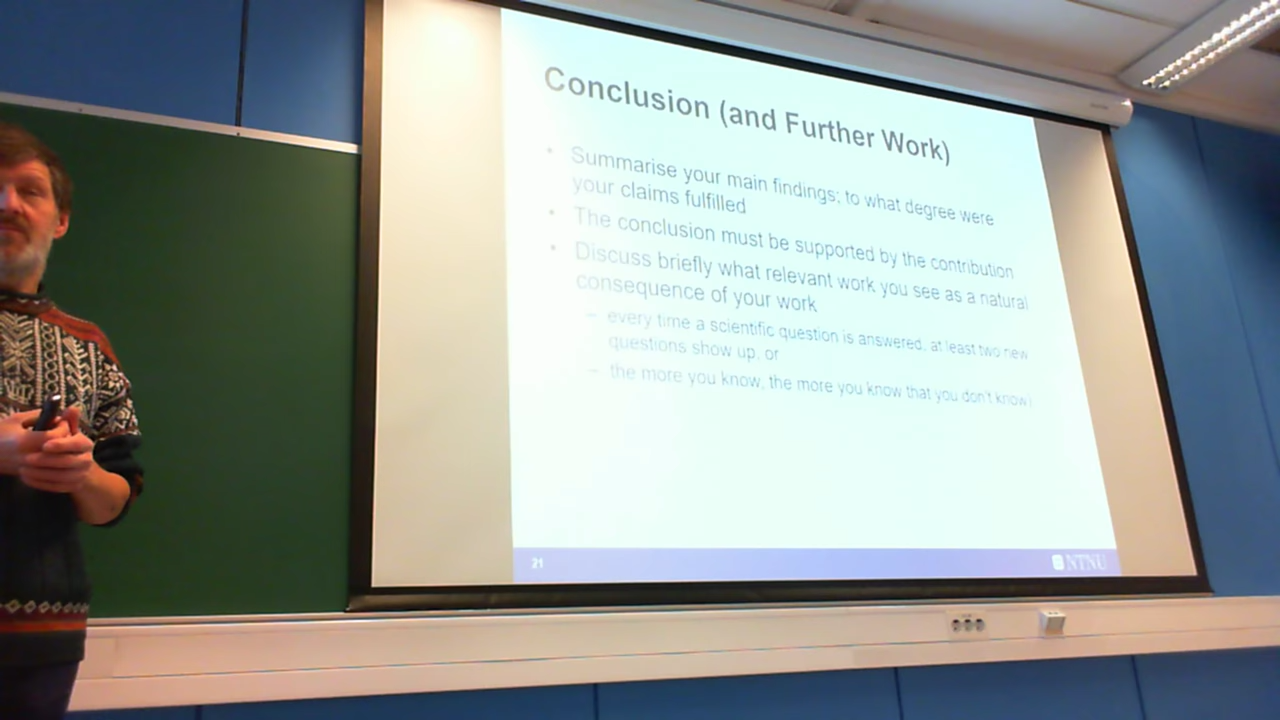 Conclusion (and Further Work)
• Summarise your main findings; to what degree were
your claims fulfilled
• The conclusion must be supported by the contribution
• Discuss briefly what relevant work you see as a natural
consequence of your work
– every time a scientific question is answered, at least two new
questions show up, or
– the more you know, the more you know that you don't know)
21
NTNU